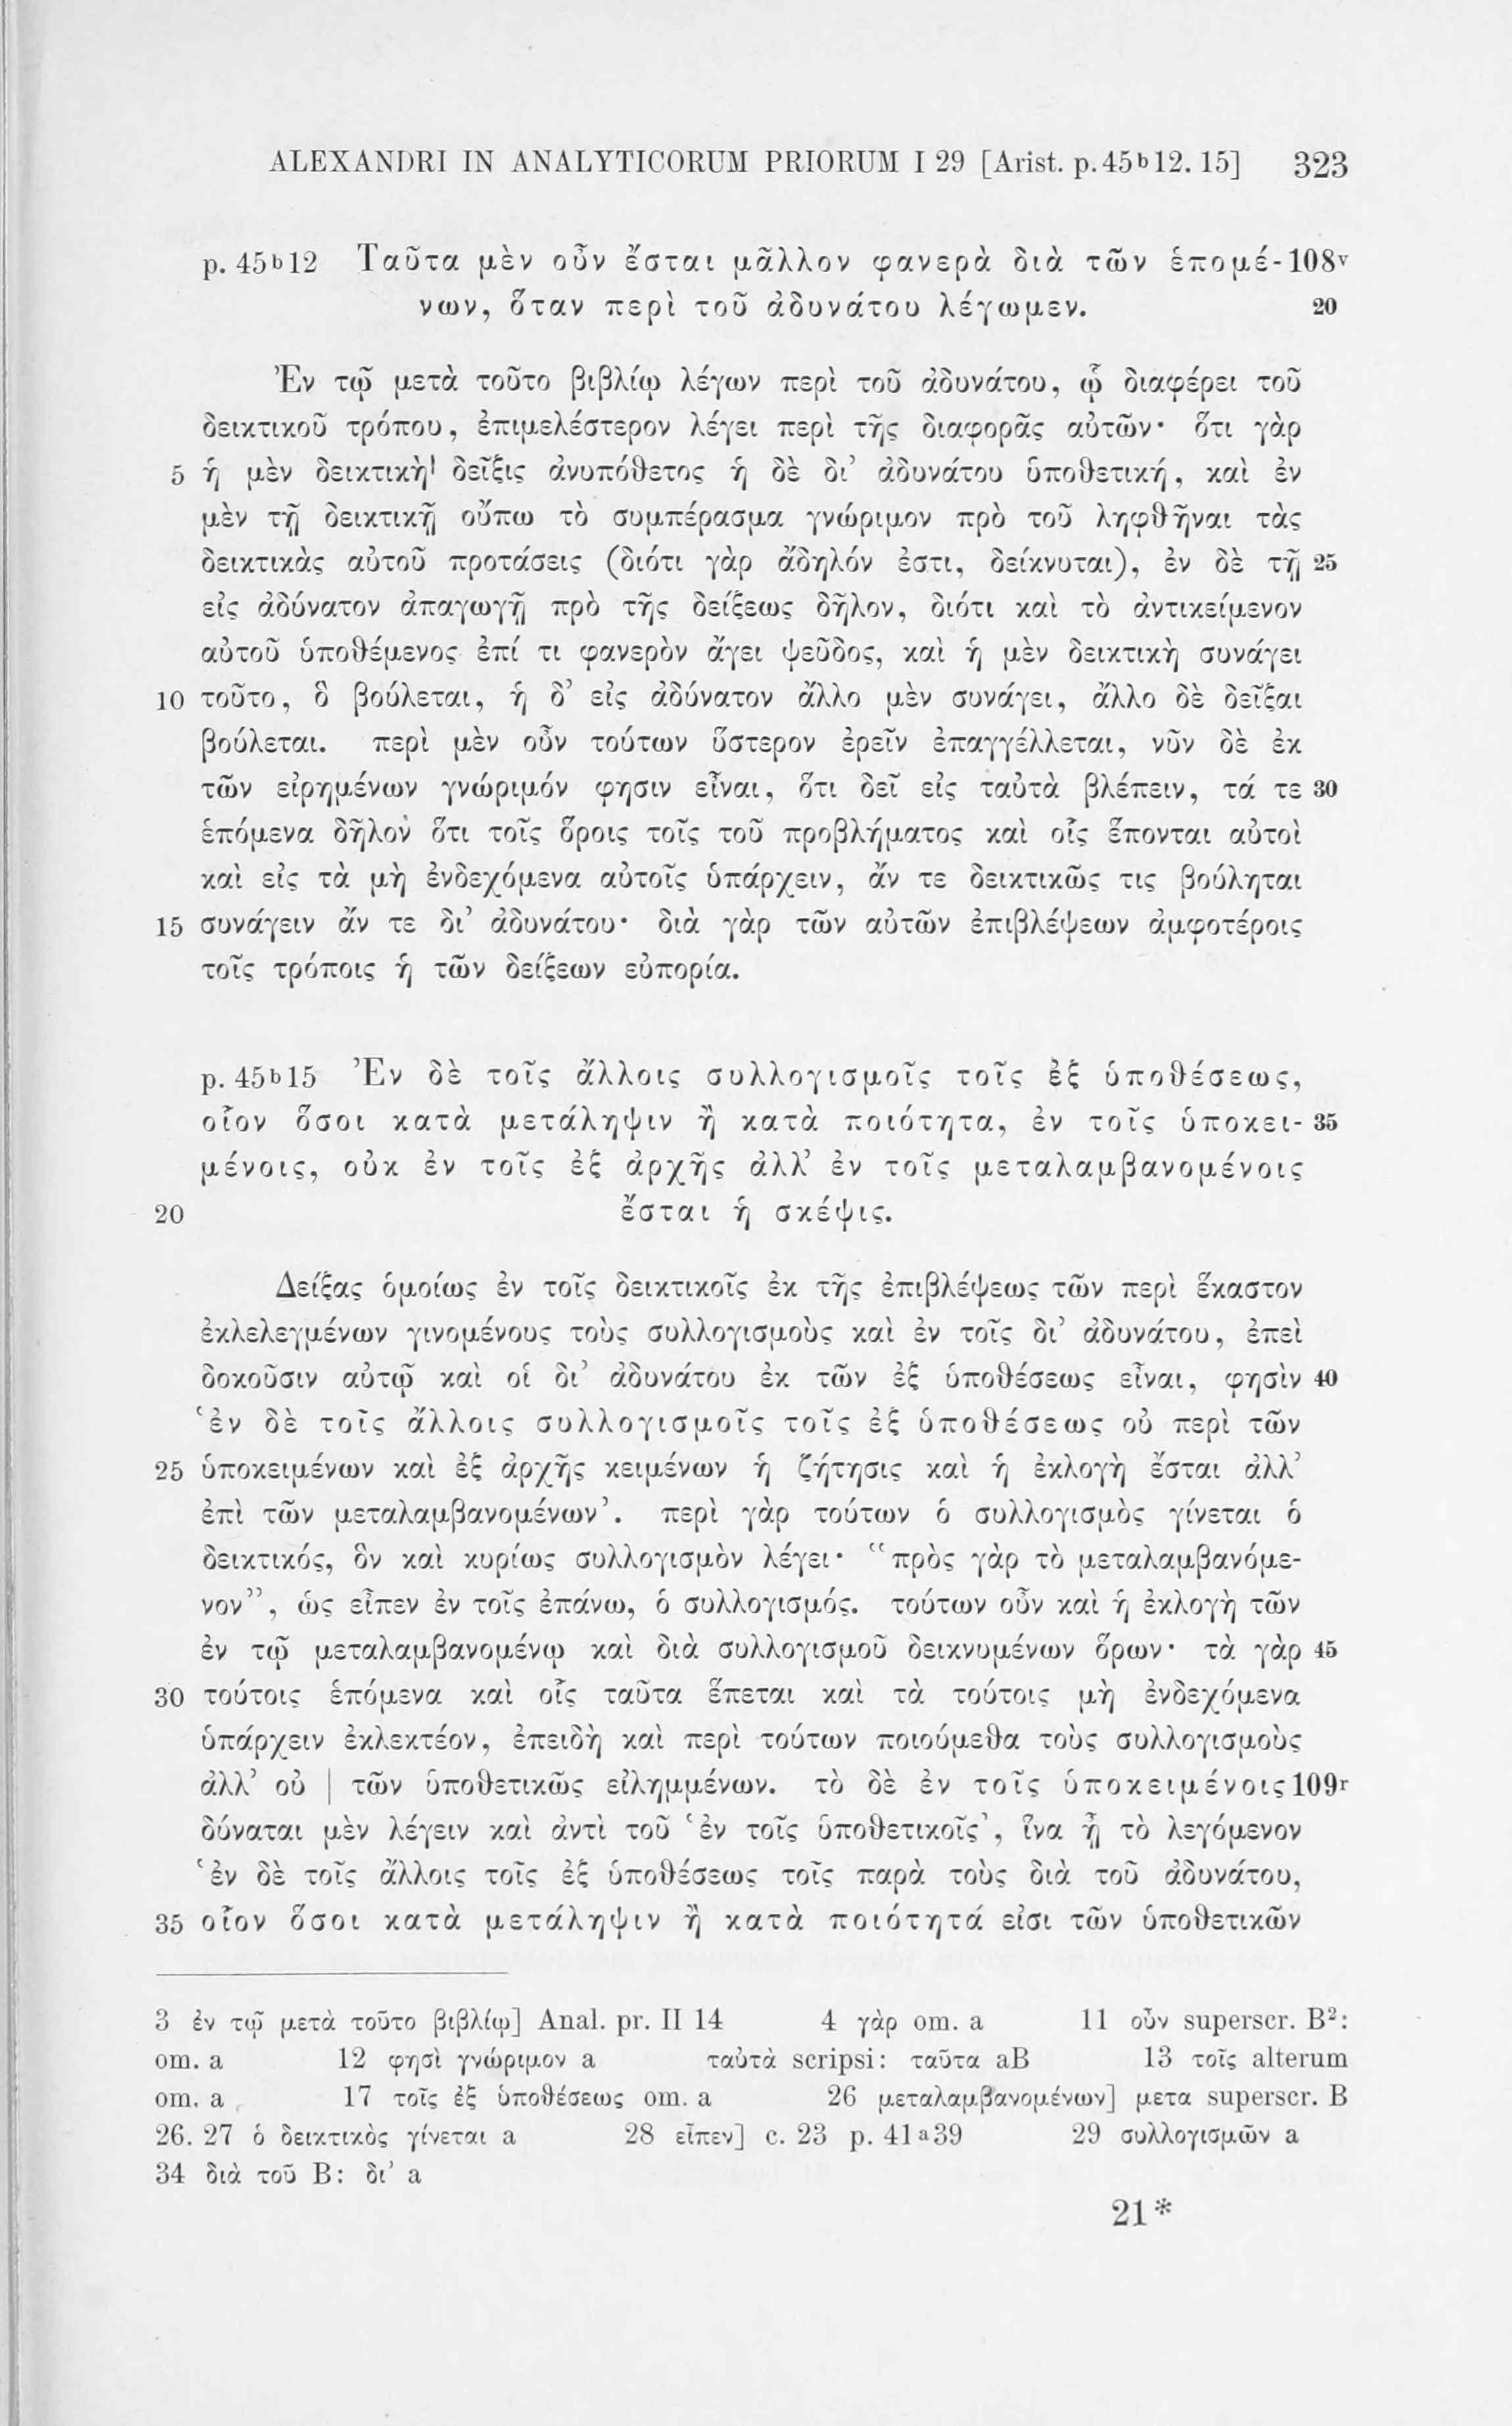 ALEXANDRI IN ANALYTICORUM PRIORUM I 29 [Arist. p. 45b12. 15] 323
p. 45b12 Ταῦτα μὲν οὖν ἔσται μᾶλλον φανερὰ διὰ τῶν ἑπομέ- 108v
νων, ὅταν περὶ τοῦ ἀδυνάτου λέγωμεν. 20
Ἐν τῷ μετὰ τοῦτο βιβλίῳ λέγων περὶ τοῦ ἀδυνάτου, ᾧ διαφέρει τοῦ
δεικτικοῦ τρόπου, ἐπιμελέστερον λέγει περὶ τῆς διαφορᾶς αὐτῶν· ὅτι γὰρ
5 ἡ μὲν δεικτικὴ| δεῖξις ἀνυπόθετος ἡ δὲ δι’ ἀδυνάτου ὑποθετική, καὶ ἐν
μὲν τῇ δεικτικῇ οὔπω τὸ συμπέρασμα γνώριμον πρὸ τοῦ ληφθῆναι τὰς
δεικτικὰς αὐτοῦ προτάσεις (διότι γὰρ ἄδηλόν ἐστι, δείκνυται), ἐν δὲ τῇ 25
εἰς ἀδύνατον ἀπαγωγῇ πρὸ τῆς δείξεως δῆλον, διότι καὶ τὸ ἀντικείμενον
αὐτοῦ ὑποθέμενος ἐπί τι φανερὸν ἄγει ψεῦδος, καὶ ἡ μὲν δεικτικὴ συνάγει
10 τοῦτο, ὃ βούλεται, ἡ δ’ εἰς ἀδύνατον ἄλλο μὲν συνάγει, ἄλλο δὲ δεῖξαι
βούλεται. περὶ μὲν οὖν τούτων ὕστερον ἐρεῖν ἐπαγγέλλεται, νῦν δὲ ἐκ
τῶν εἰρημένων γνώριμόν φησιν εἶναι, ὅτι δεῖ εἰς ταὐτὰ βλέπειν, τά τε 30
ἑπόμενα δῆλον ὅτι τοῖς ὅροις τοῖς τοῦ προβλήματος καὶ οἷς ἕπονται αὐτοὶ
καὶ εἰς τὰ μὴ ἐνδεχόμενα αὐτοῖς ὑπάρχειν, ἄν τε δεικτικῶς τις βούληται
15 συνάγειν ἄν τε δι’ ἀδυνάτου· διὰ γὰρ τῶν αὐτῶν ἐπιβλέψεων ἀμφοτέροις
τοῖς τρόποις ἡ τῶν δείξεων εὐπορία.
p. 45b15 Ἐν δὲ τοῖς ἄλλοις συλλογισμοῖς τοῖς ἐξ ὑποθέσεως,
οἷον ὅσοι κατὰ μετάληψιν ἢ κατὰ ποιότητα, ἐν τοῖς ὑποκει- 35
μένοις, οὐκ ἐν τοῖς ἐξ ἀρχῆς ἀλλ’ ἐν τοῖς μεταλαμβανομένοις
20 ἔσται ἡ σκέψις.
Δείξας ὁμοίως ἐν τοῖς δεικτικοῖς ἐκ τῆς ἐπιβλέψεως τῶν περὶ ἕκαστον
ἐκλελεγμένων γινομένους τοὺς συλλογισμοὺς καὶ ἐν τοῖς δι’ ἀδυνάτου, ἐπεὶ
δοκοῦσιν αὐτῷ καὶ οἱ δι’ ἀδυνάτου ἐκ τῶν ἐξ ὑποθέσεως εἶναι, φησὶν 40
‘ἐν δὲ τοῖς ἄλλοις συλλογισμοῖς τοῖς ἐξ ὑποθέσεως οὐ περὶ τῶν
25 ὑποκειμένων καὶ ἐξ ἀρχῆς κειμένων ἡ ζήτησις καὶ ἡ ἐκλογὴ ἔσται ἀλλ’
ἐπὶ τῶν μεταλαμβανομένων’. περὶ γὰρ τούτων ὁ συλλογισμὸς γίνεται ὁ
δεικτικός, ὃν καὶ κυρίως συλλογισμὸν λέγει· “πρὸς γὰρ τὸ μεταλαμβανόμε-
νον”, ὡς εἶπεν ἐν τοῖς ἐπάνω, ὁ συλλογισμός. τούτων οὖν καὶ ἡ ἐκλογὴ τῶν
ἐν τῷ μεταλαμβανομένῳ καὶ διὰ συλλογισμοῦ δεικνυμένων ὅρων· τὰ γὰρ 45
30 τούτοις ἑπόμενα καὶ οἷς ταῦτα ἕπεται καὶ τὰ τούτοις μὴ ἐνδεχόμενα
ὑπάρχειν ἐκλεκτέον, ἐπειδὴ καὶ περὶ τούτων ποιούμεθα τοὺς συλλογισμοὺς
ἀλλ’ οὐ | τῶν ὑποθετικῶς εἰλημμένων. τὸ δὲ ἐν τοῖς ὑποκειμένοις 109r
δύναται μὲν λέγειν καὶ ἀντὶ τοῦ ‘ἐν τοῖς ὑποθετικοῖς’, ἵνα ᾖ τὸ λεγόμενον
‘ἐν δὲ τοῖς ἄλλοις τοῖς ἐξ ὑποθέσεως τοῖς παρὰ τοὺς διὰ τοῦ ἀδυνάτου,
35 οἷον ὅσοι κατὰ μετάληψιν ἢ κατὰ ποιότητά εἰσι τῶν ὑποθετικῶν
3 ἐν τῷ μετὰ τοῦτο βιβλίῳ] Anal. pr. II 14 4 γὰρ om. a 11 οὖν superscr. B²:
om. a 12 φησὶ γνώριμον a ταὐτὰ scripsi: ταῦτα aB 13 τοῖς alterum
om. a 17 τοῖς ἐξ ὑποθέσεως om. a 26 μεταλαμβανομένων] μετα superscr. B
26. 27 ὁ δεικτικὸς γίνεται a 28 εἶπεν] c. 23 p. 41a39 29 συλλογισμῶν a
34 διὰ τοῦ B: δι’ a
21*